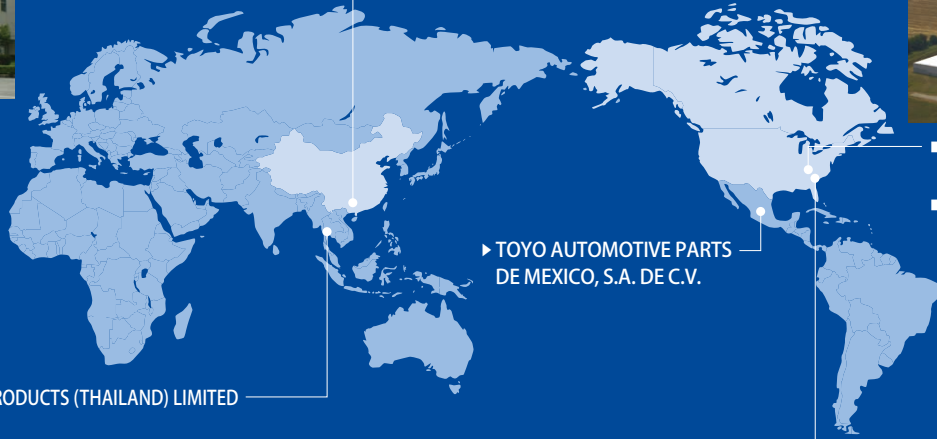 ▶ TOYO AUTOMOTIVE PARTS
DE MEXICO, S.A. DE C.V.
RODUCTS (THAILAND) LIMITED